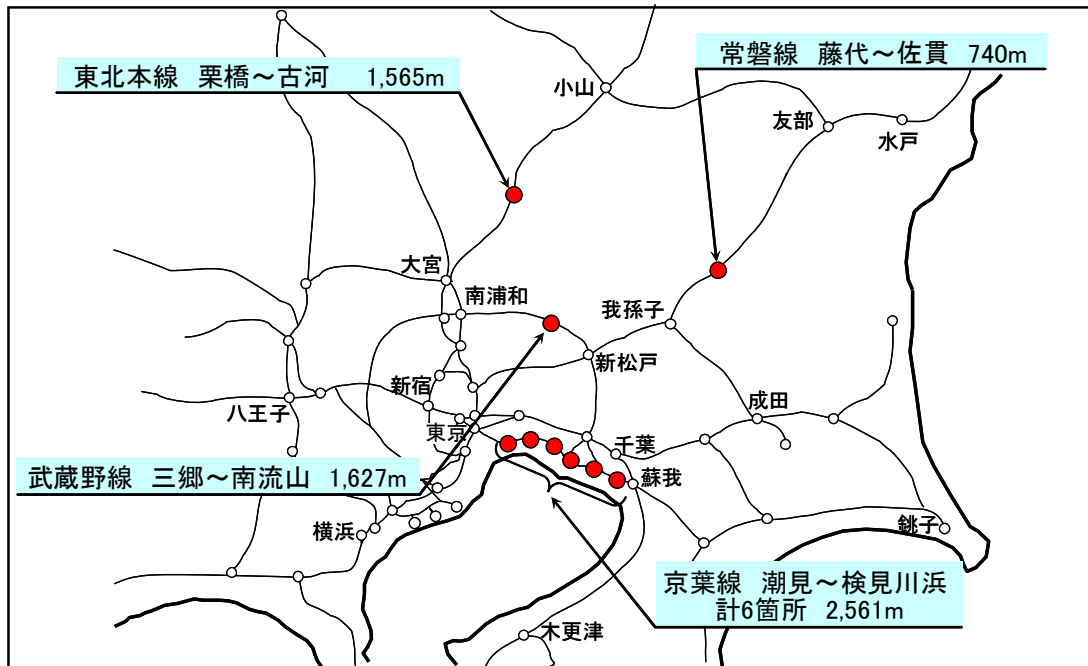 東北本線 栗橋～古河 1,565m
常磐線 藤代～佐貫 740m
小山
友部
水戸
大宮
南浦和
我孫子
新松戸
新宿
八王子
成田
東京
千葉
武蔵野線 三郷～南流山 1,627m
蘇我
横浜
銚子
京葉線 潮見～検見川浜
計6箇所 2,561m
木更津